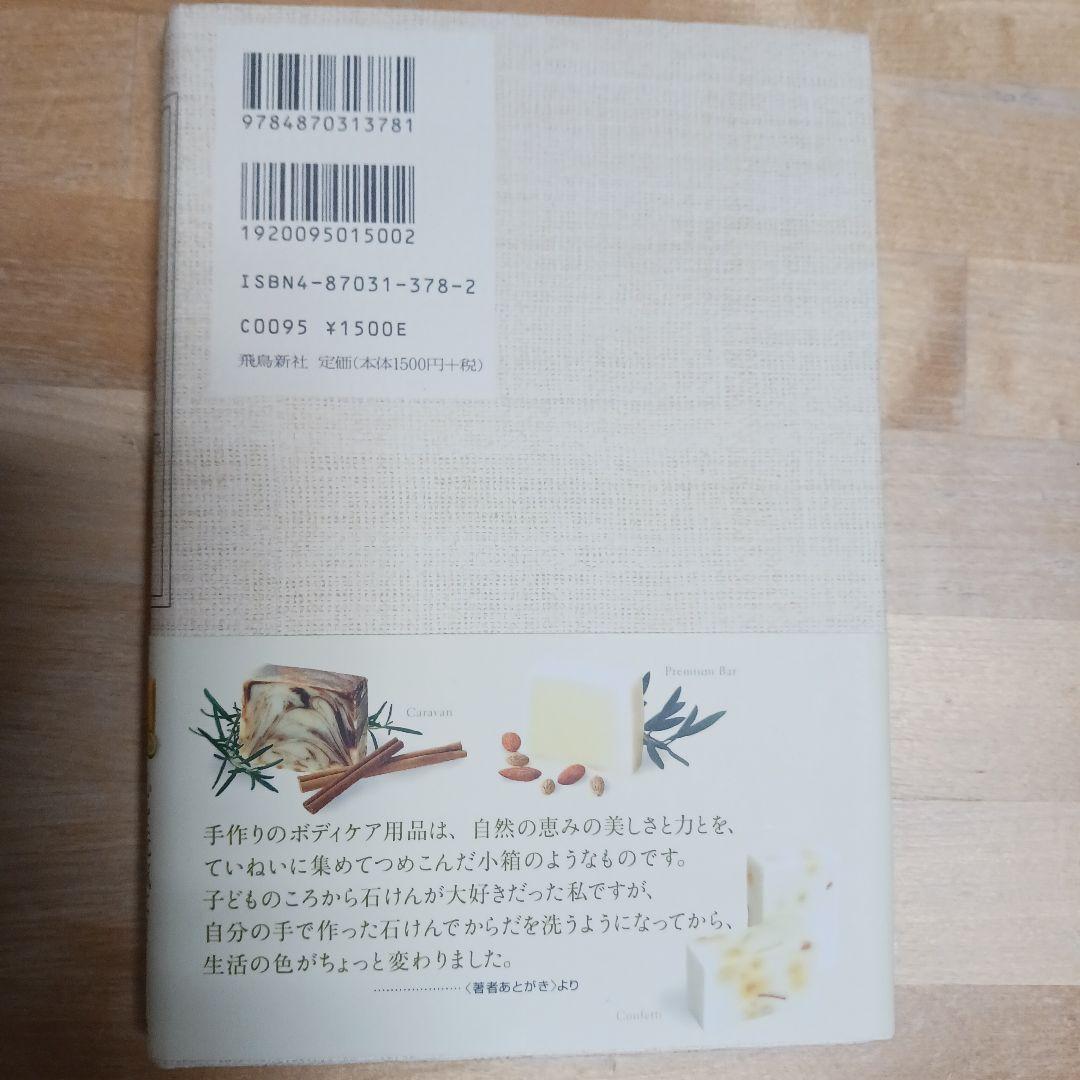 9784870313781
1920095015002
ISBN4-87031-378-2
C0095 ¥1500E
飛鳥新社 定価(本体1500円+税)
Caravan
Premium Bar
手作りのボディケア用品は、自然の恵みの美しさと力とを、
ていねいに集めてつめこんだ小箱のようなものです。
子どものころから石けんが大好きだった私ですが、
自分の手で作った石けんでからだを洗うようになってから、
生活の色がちょっと変わりました。
…………………〈著者あとがき〉より
Confetti